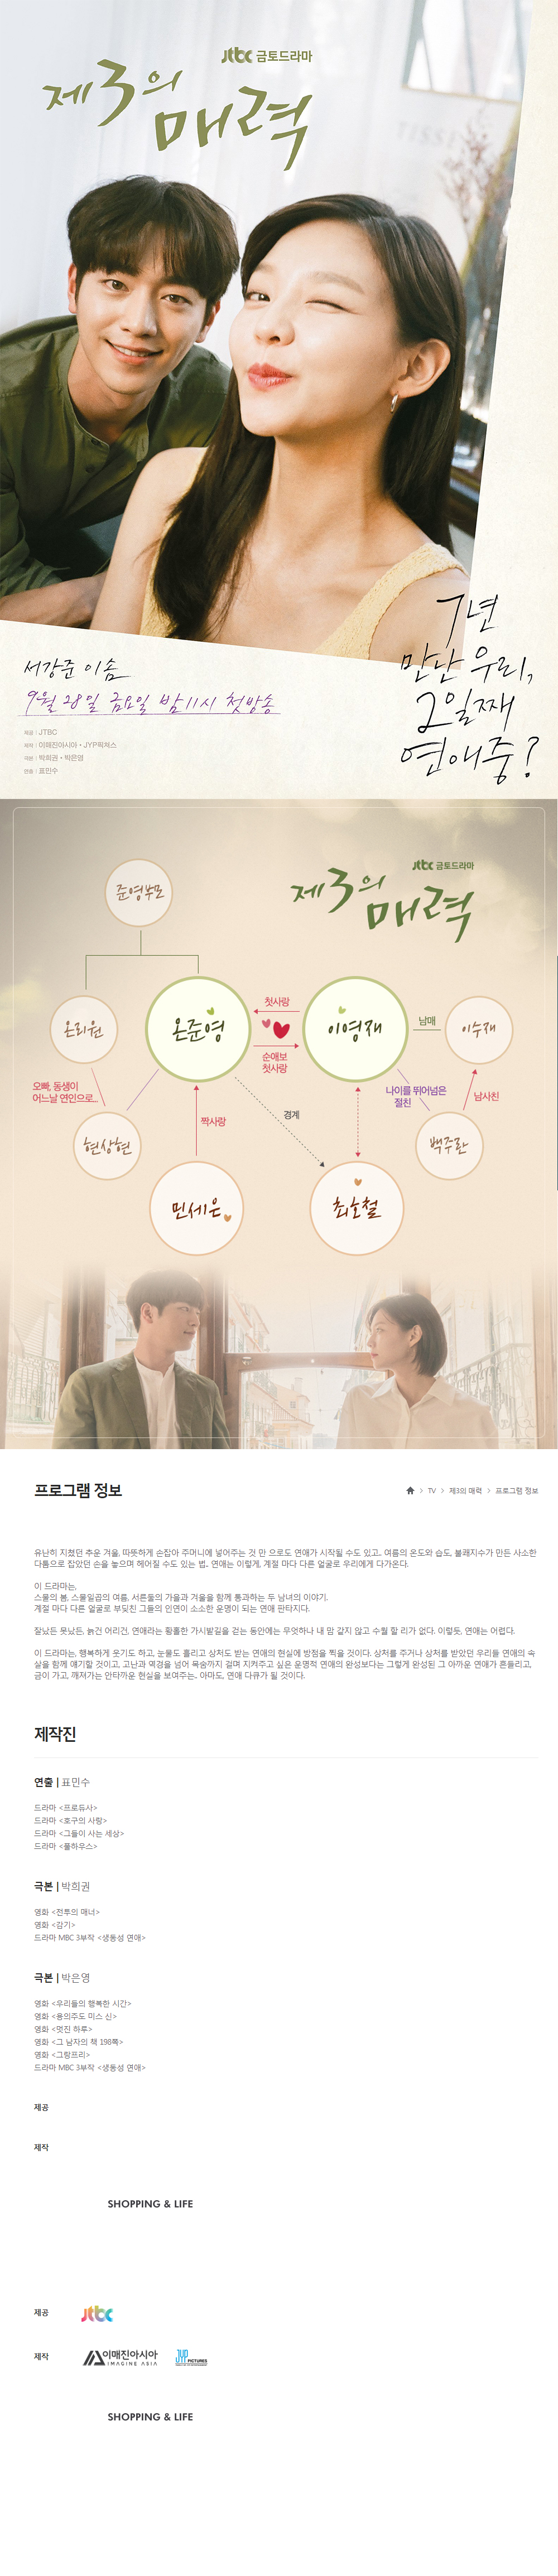 jtbc 금토드라마
제3의 매력
TISSI
7년
만난 우리,
2일째
연애중?
서강준 이솜
9월 28일 금요일 밤 11시 첫방송
제공 | JTBC
제작 | 이매진아시아 • JYP픽쳐스
극본 | 박희권 • 박은영
연출 | 표민수
jtbc 금토드라마
제3의 매력
준영부모
온리원
온준영
첫사랑
순애보
첫사랑
이영재
남매
이수재
오빠, 동생이
어느날 연인으로...
현상현
짝사랑
경계
나이를 뛰어넘은
절친
남사친
백주란
민세은
최호철
프로그램 정보
TV > 제3의 매력 > 프로그램 정보
유난히 지쳤던 추운 겨울, 따뜻하게 손잡아 주머니에 넣어주는 것 만 으로도 연애가 시작될 수도 있고, 여름의 온도와 습도, 불쾌지수가 만든 사소한
다툼으로 잡았던 손을 놓으며 헤어질 수도 있는 법. 연애는 이렇게, 계절 마다 다른 얼굴로 우리에게 다가온다.
이 드라마는,
스물의 봄, 스물일곱의 여름, 서른둘의 가을과 겨울을 함께 통과하는 두 남녀의 이야기.
계절 마다 다른 얼굴로 부딪친 그들의 인연이 소소한 운명이 되는 연애 판타지다.
잘났든 못났든, 늙건 어리건, 연애라는 황홀한 가시밭길을 걷는 동안에는 무엇하나 내 맘 같지 않고 수월 할 리가 없다. 이렇듯, 연애는 어렵다.
이 드라마는, 행복하게 웃기도 하고, 눈물도 흘리고 상처도 받는 연애의 현실에 방점을 찍을 것이다. 상처를 주거나 상처를 받았던 우리들 연애의 속
살을 함께 얘기할 것이고, 고난과 역경을 넘어 목숨까지 걸며 지켜주고 싶은 운명적 연애의 완성보다는 그렇게 완성된 그 아까운 연애가 흔들리고,
금이 가고, 깨져가는 안타까운 현실을 보여주는, 아마도, 연애 다큐가 될 것이다.
제작진
연출 | 표민수
드라마 <프로듀사>
드라마 <호구의 사랑>
드라마 <그들이 사는 세상>
드라마 <풀하우스>
극본 | 박희권
영화 <전투의 매너>
영화 <감기>
드라마 MBC 3부작 <생동성 연애>
극본 | 박은영
영화 <우리들의 행복한 시간>
영화 <용의주도 미스 신>
영화 <멋진 하루>
영화 <그 남자의 책 198쪽>
영화 <그랑프리>
드라마 MBC 3부작 <생동성 연애>
제공
제작
SHOPPING & LIFE
제공 jtbc
제작 이매진아시아 IMAGINE ASIA JYP PICTURES
SHOPPING & LIFE